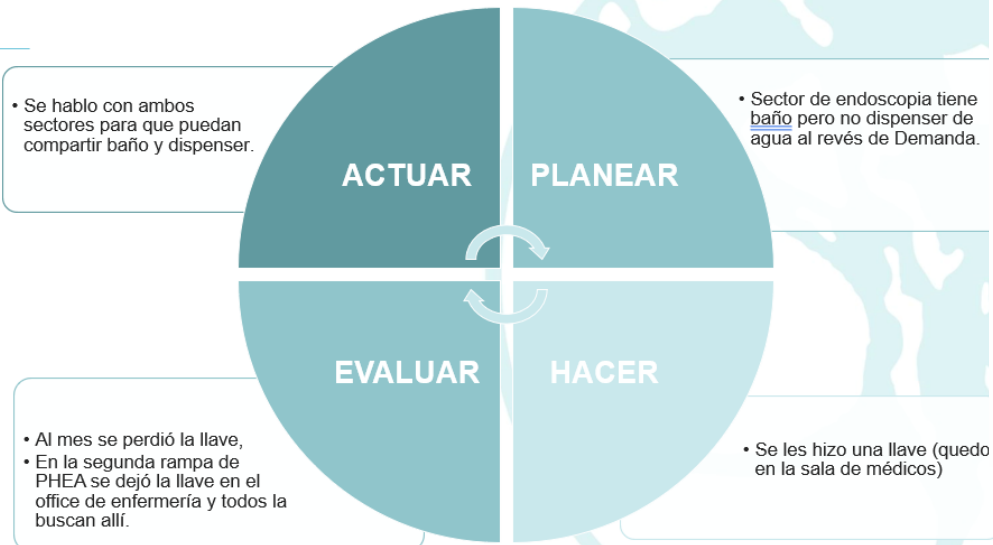 • Se hablo con ambos
sectores para que puedan
compartir baño y dispenser.
ACTUAR
PLANEAR
• Sector de endoscopia tiene
baño pero no dispenser de
agua al revés de Demanda.
EVALUAR
HACER
• Al mes se perdió la llave,
• En la segunda rampa de
PHEA se dejó la llave en el
office de enfermería y todos la
buscan allí.
• Se les hizo una llave (quedo
en la sala de médicos)